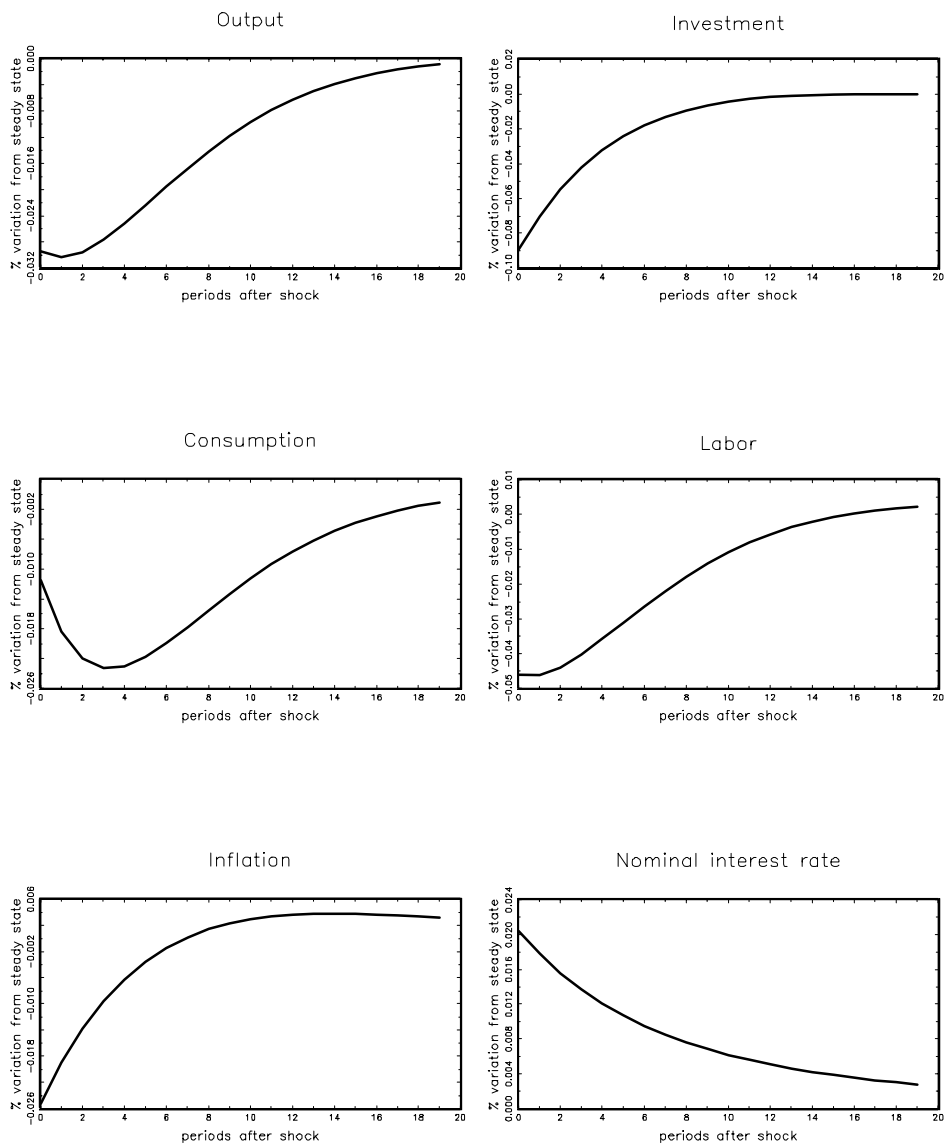 Output
% variation from steady state
0.000
-0.008
-0.016
-0.024
-0.032
0 2 4 6 8 10 12 14 16 18 20
periods after shock
Investment
% variation from steady state
0.02
0.00
-0.02
-0.04
-0.06
-0.08
-0.10
0 2 4 6 8 10 12 14 16 18 20
periods after shock
Consumption
% variation from steady state
-0.002
-0.010
-0.018
-0.026
0 2 4 6 8 10 12 14 16 18 20
periods after shock
Labor
% variation from steady state
0.01
0.00
-0.01
-0.02
-0.03
-0.04
-0.05
0 2 4 6 8 10 12 14 16 18 20
periods after shock
Inflation
% variation from steady state
0.006
-0.002
-0.010
-0.018
-0.026
0 2 4 6 8 10 12 14 16 18 20
periods after shock
Nominal interest rate
% variation from steady state
0.024
0.020
0.016
0.012
0.008
0.004
0.000
0 2 4 6 8 10 12 14 16 18 20
periods after shock